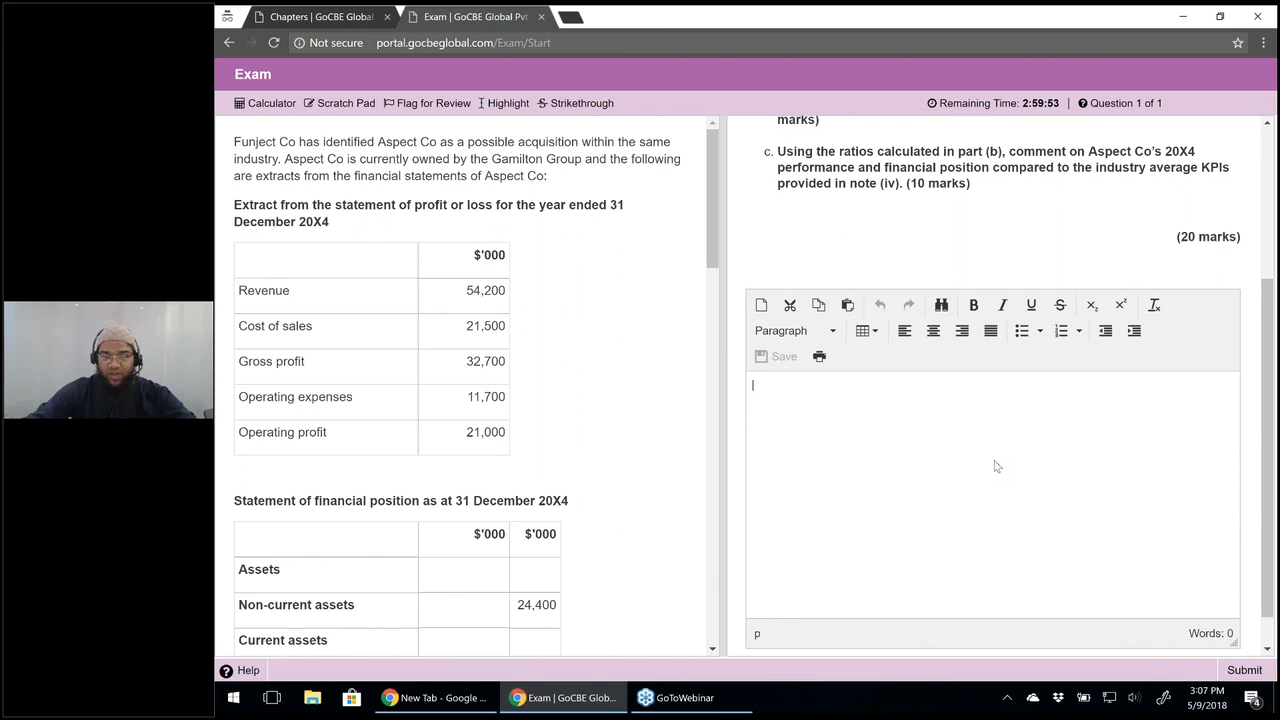 Chapters | GoCBE Global
Exam | GoCBE Global Pvt
Not secure
portal.gocbeglobal.com/Exam/Start
Exam
Calculator
Scratch Pad
Flag for Review
Highlight
Strikethrough
Remaining Time: 2:59:53
Question 1 of 1
Funject Co has identified Aspect Co as a possible acquisition within the same
industry. Aspect Co is currently owned by the Gamilton Group and the following
are extracts from the financial statements of Aspect Co:
Extract from the statement of profit or loss for the year ended 31
December 20X4
$'000
Revenue 54,200
Cost of sales 21,500
Gross profit 32,700
Operating expenses 11,700
Operating profit 21,000
Statement of financial position as at 31 December 20X4
$'000 $'000
Assets
Non-current assets 24,400
Current assets
marks)
c. Using the ratios calculated in part (b), comment on Aspect Co's 20X4
performance and financial position compared to the industry average KPIs
provided in note (iv). (10 marks)
(20 marks)
Paragraph
Save
p
Words: 0
Help
Submit
New Tab - Google ...
Exam | GoCBE Glob...
GoToWebinar
3:07 PM
5/9/2018
4